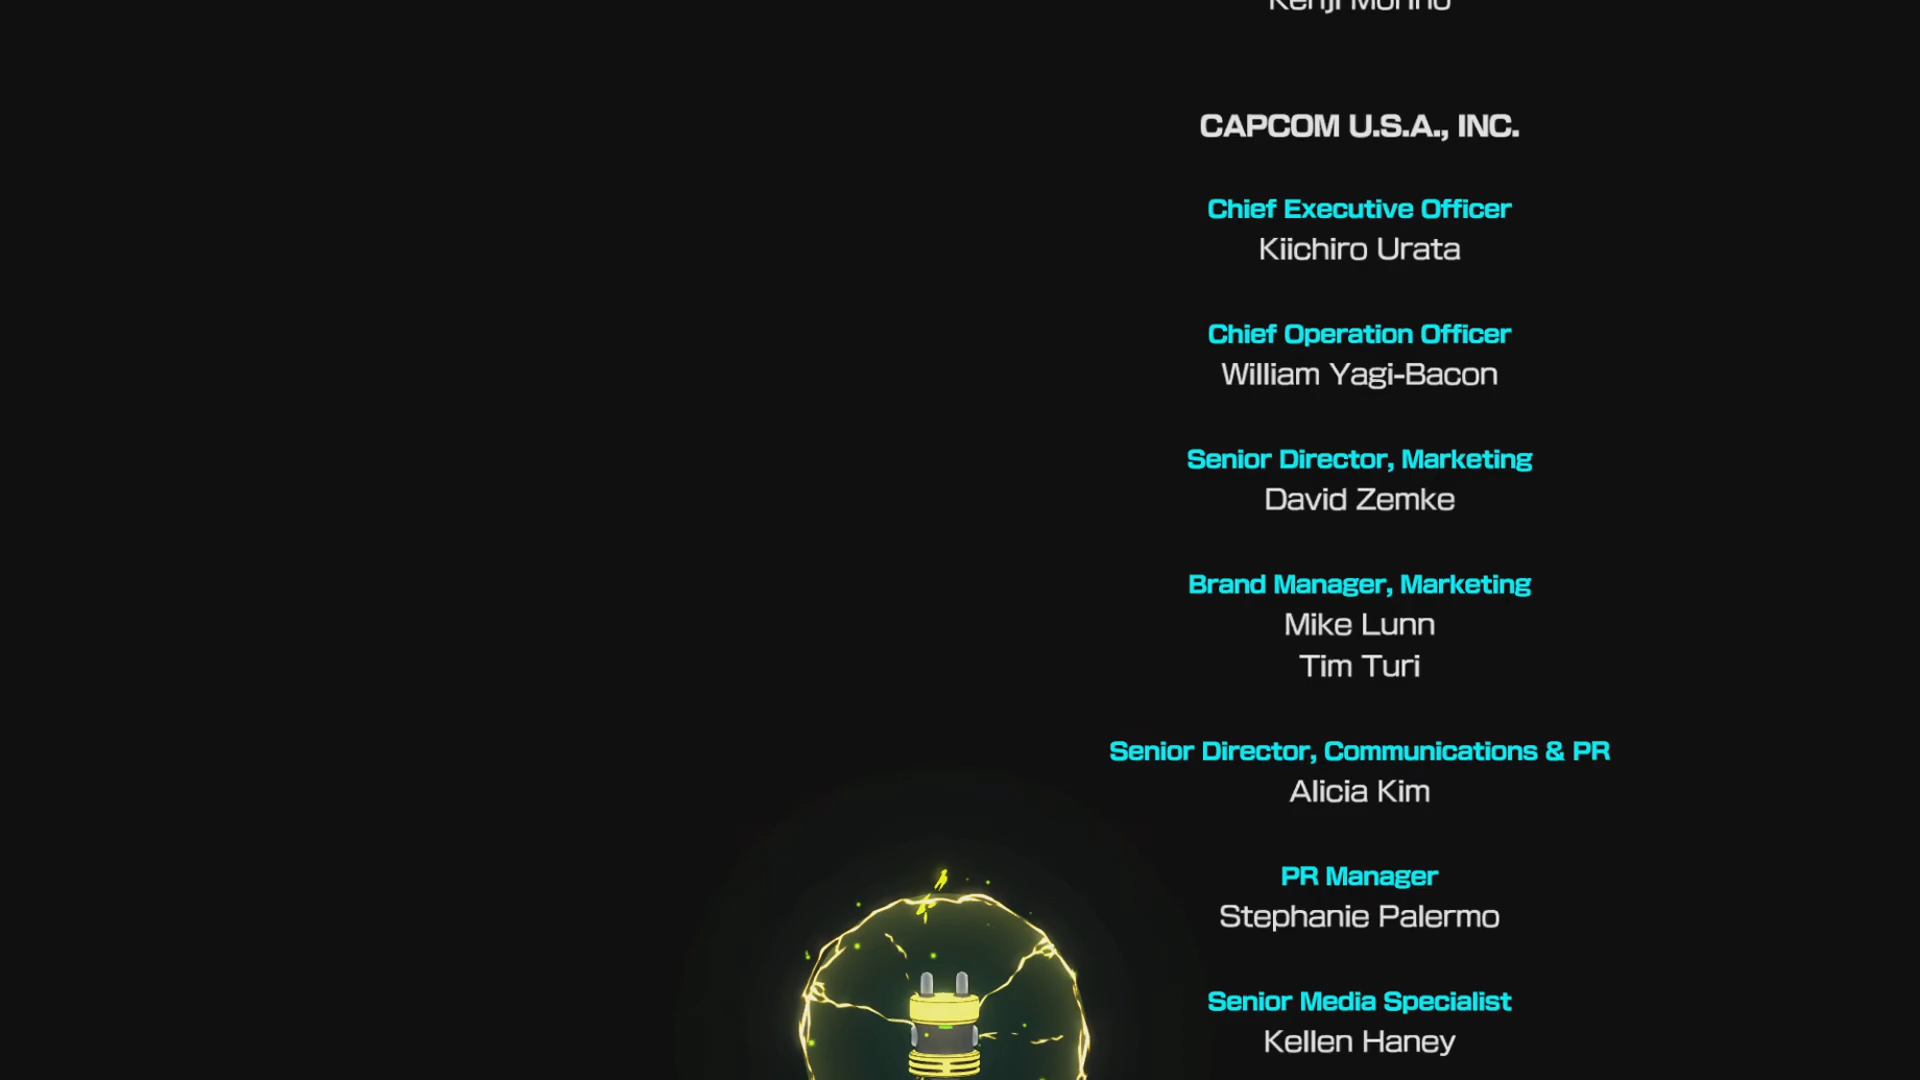 Kenji Morino
CAPCOM U.S.A., INC.
Chief Executive Officer
Kiichiro Urata
Chief Operation Officer
William Yagi-Bacon
Senior Director, Marketing
David Zemke
Brand Manager, Marketing
Mike Lunn
Tim Turi
Senior Director, Communications & PR
Alicia Kim
PR Manager
Stephanie Palermo
Senior Media Specialist
Kellen Haney